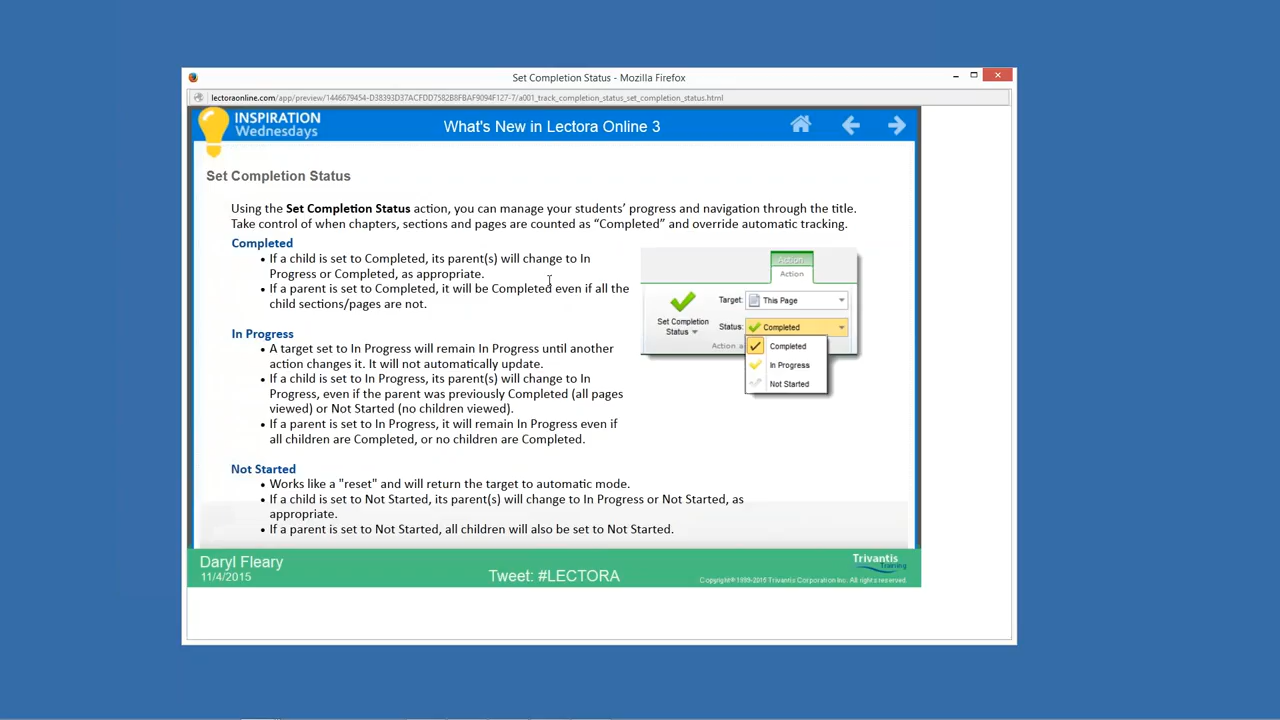 Set Completion Status - Mozilla Firefox
lectoraonline.com/app/preview/1446679454-D38393D37ACFDD7582B8FBAF9094F127-7/a001_track_completion_status_set_completion_status.html
INSPIRATION
Wednesdays
What's New in Lectora Online 3
Set Completion Status
Using the Set Completion Status action, you can manage your students' progress and navigation through the title.
Take control of when chapters, sections and pages are counted as “Completed” and override automatic tracking.
Completed
• If a child is set to Completed, its parent(s) will change to In
Progress or Completed, as appropriate.
• If a parent is set to Completed, it will be Completed even if all the
child sections/pages are not.
In Progress
• A target set to In Progress will remain In Progress until another
action changes it. It will not automatically update.
• If a child is set to In Progress, its parent(s) will change to In
Progress, even if the parent was previously Completed (all pages
viewed) or Not Started (no children viewed).
• If a parent is set to In Progress, it will remain In Progress even if
all children are Completed, or no children are Completed.
Not Started
• Works like a "reset" and will return the target to automatic mode.
• If a child is set to Not Started, its parent(s) will change to In Progress or Not Started, as
appropriate.
• If a parent is set to Not Started, all children will also be set to Not Started.
Action
Action
Set Completion
Status
Target: This Page
Status: Completed
Action a
Completed
In Progress
Not Started
Daryl Fleary
11/4/2015
Tweet: #LECTORA
Trivantis
Training
Copyright © 1999-2015 Trivantis Corporation Inc. All rights reserved.